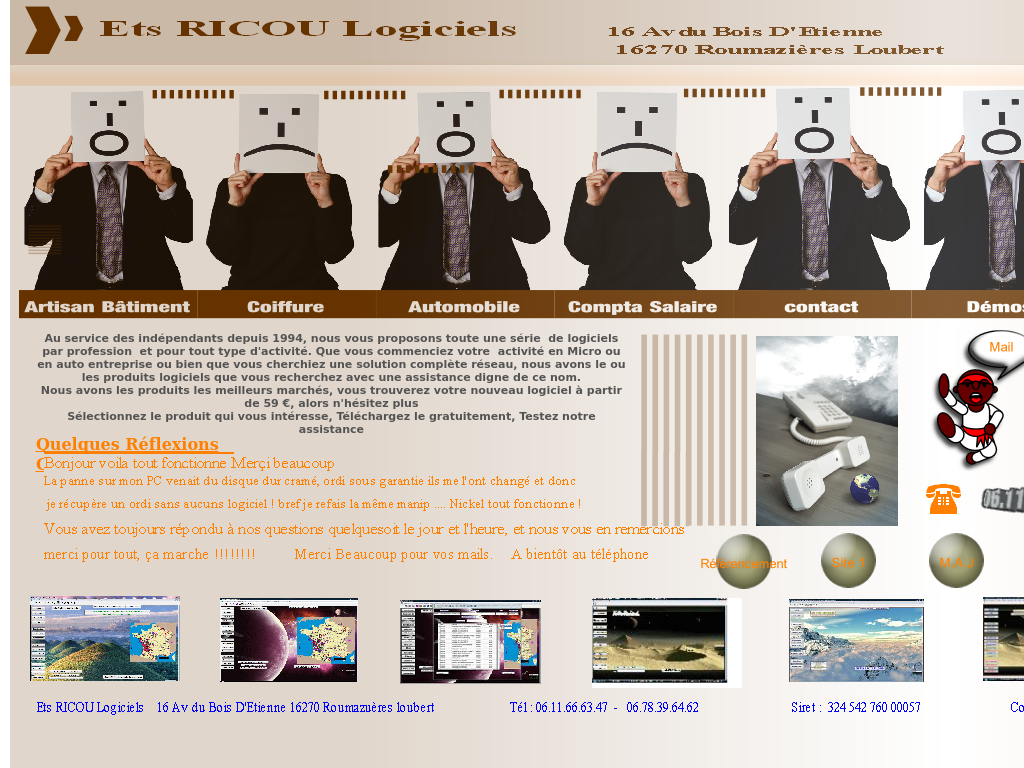 Ets RICOU Logiciels
16 Av du Bois D'Etienne
16270 Roumazières Loubert
Artisan Bâtiment
Coiffure
Automobile
Compta Salaire
contact
Démos
Au service des indépendants depuis 1994, nous vous proposons toute une série  de logiciels
par profession  et pour tout type d'activité. Que vous commenciez votre  activité en Micro ou
en auto entreprise ou bien que vous cherchiez une solution complète réseau, nous avons le ou
les produits logiciels que vous recherchez avec une assistance digne de ce nom.
Nous avons les produits les meilleurs marchés, vous trouverez votre nouveau logiciel à partir
de 59 €, alors n'hésitez plus
Sélectionnez le produit qui vous intéresse, Téléchargez le gratuitement, Testez notre
assistance
Mail
Quelques Réflexions
Bonjour voila tout fonctionne Merçi beaucoup
La panne sur mon PC venait du disque dur cramé, ordi sous garantie ils me l'ont changé et donc
je récupère un ordi sans aucuns logiciel ! bref je refais la même manip .... Nickel tout fonctionne !
Vous avez toujours répondu à nos questions quelquesoit le jour et l'heure, et nous vous en remercions
merci pour tout, ça marche !!!!!!!! Merci Beaucoup pour vos mails. A bientôt au téléphone
06.11
Référencement
Site 1
M.A.J
Ets RICOU Logiciels 16 Av du Bois D'Etienne 16270 Roumazuères loubert
Tél: 06.11.66.63.47 - 06.78.39.64.62
Siret : 324 542 760 00057
Co